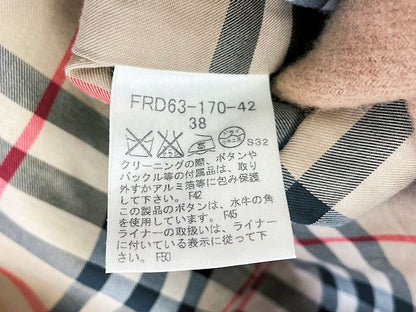 FRD63-170-42
38
S32
クリーニングの際、ボタンや
バックル等の付属品は、取り
外すかアルミ箔等に包み保護
して下さい。F42
この製品のボタンは、水牛の角
を使用しています。F45
ライナーの取扱いは、ライナー
に付いている表示に従って下
さい。F50